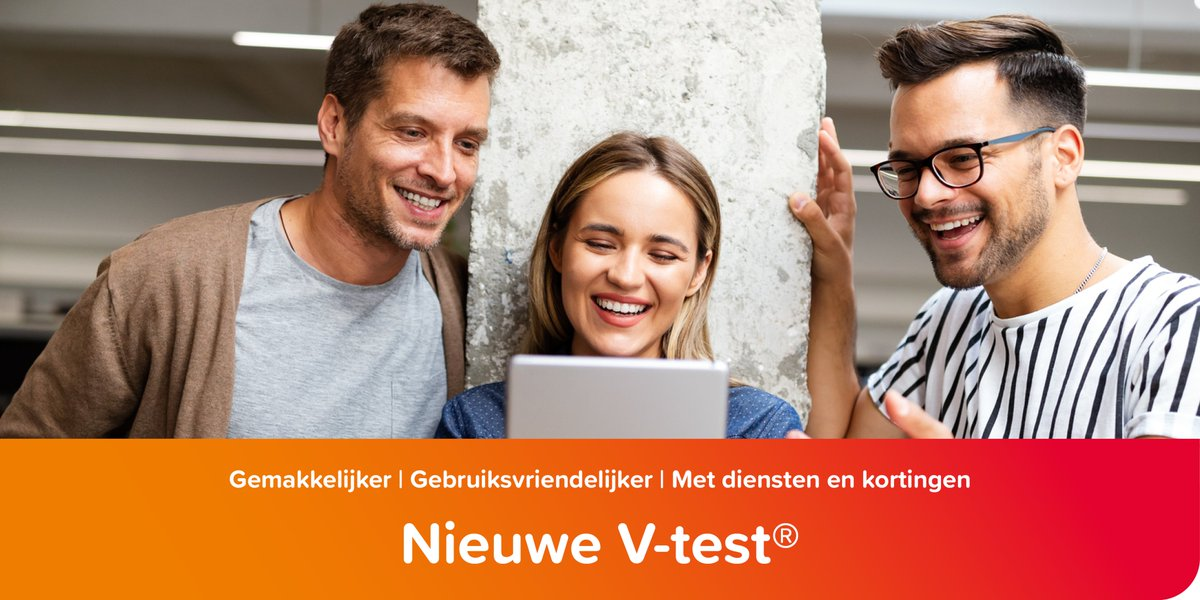 Gemakkelijker | Gebruiksvriendelijker | Met diensten en kortingen
Nieuwe V-test®